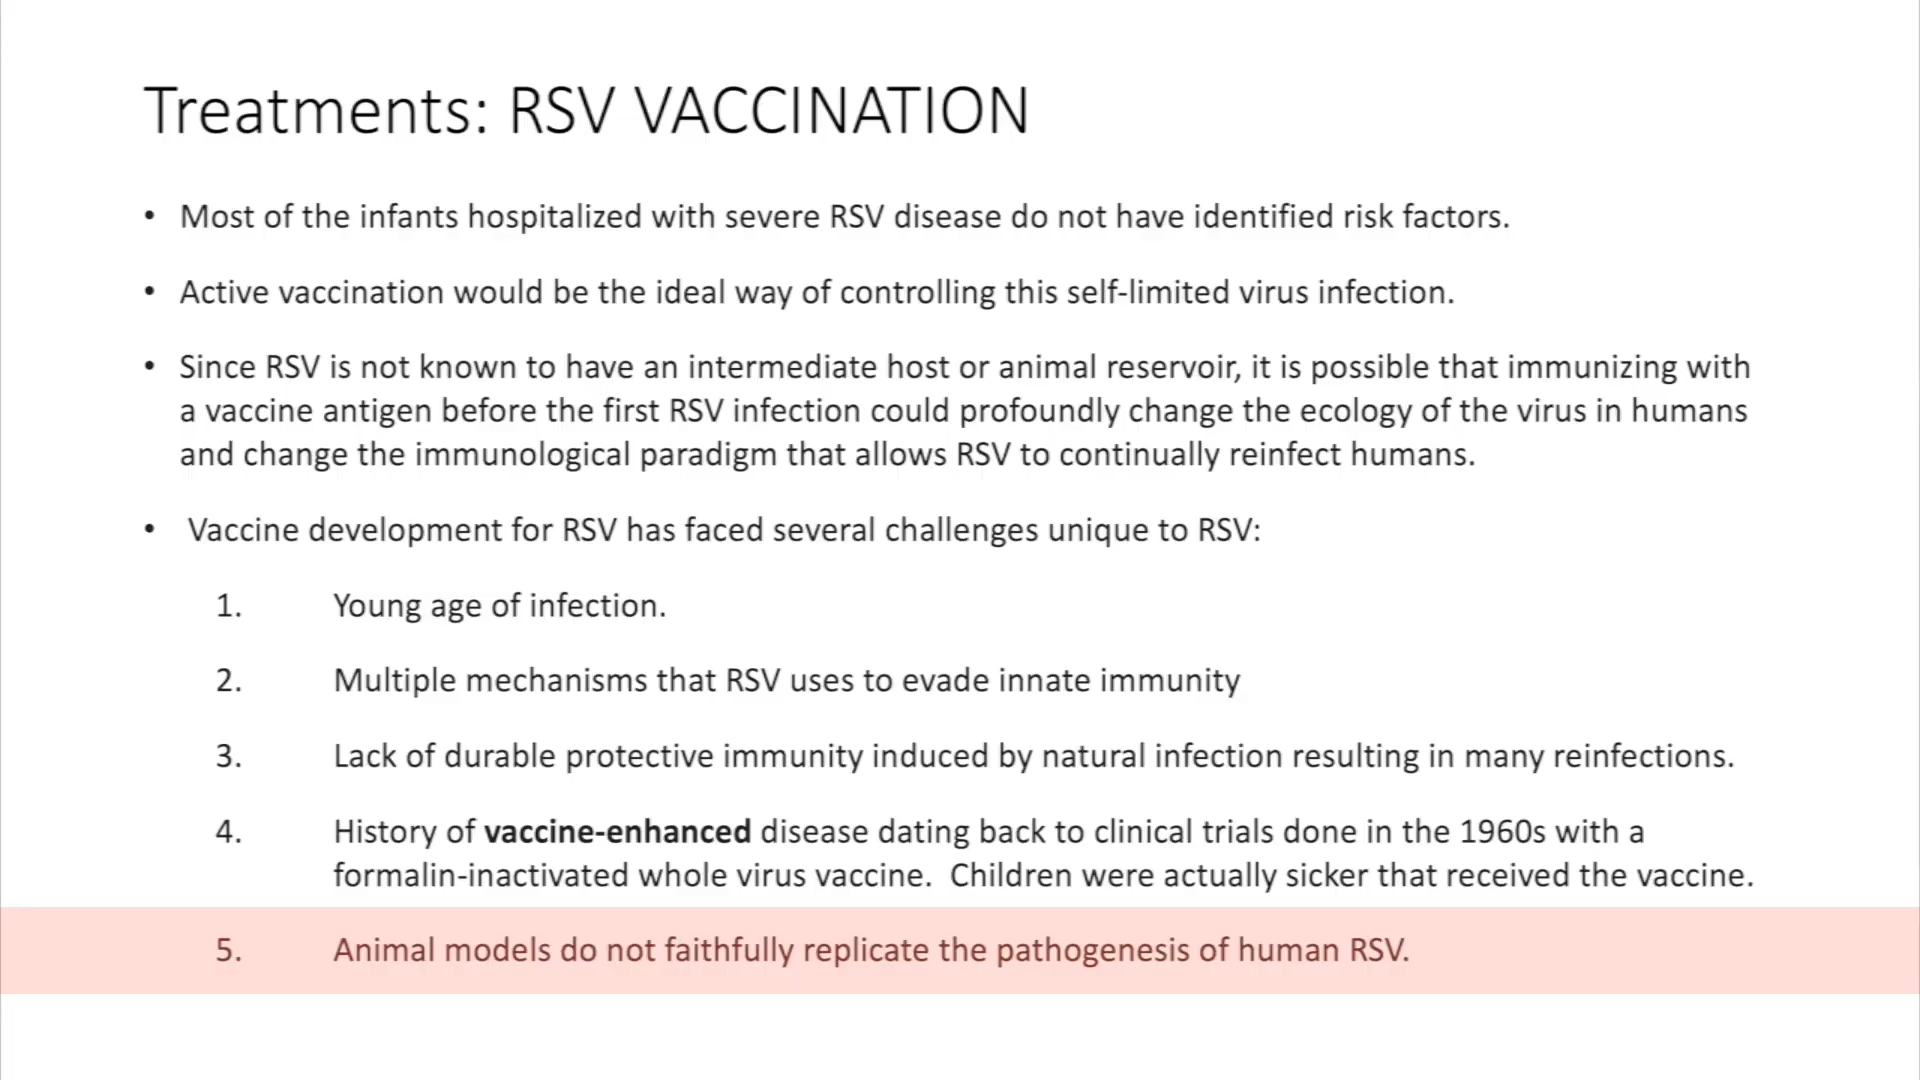 Treatments: RSV VACCINATION
• Most of the infants hospitalized with severe RSV disease do not have identified risk factors.
• Active vaccination would be the ideal way of controlling this self-limited virus infection.
• Since RSV is not known to have an intermediate host or animal reservoir, it is possible that immunizing with
a vaccine antigen before the first RSV infection could profoundly change the ecology of the virus in humans
and change the immunological paradigm that allows RSV to continually reinfect humans.
• Vaccine development for RSV has faced several challenges unique to RSV:
1. Young age of infection.
2. Multiple mechanisms that RSV uses to evade innate immunity
3. Lack of durable protective immunity induced by natural infection resulting in many reinfections.
4. History of vaccine-enhanced disease dating back to clinical trials done in the 1960s with a
formalin-inactivated whole virus vaccine.  Children were actually sicker that received the vaccine.
5. Animal models do not faithfully replicate the pathogenesis of human RSV.